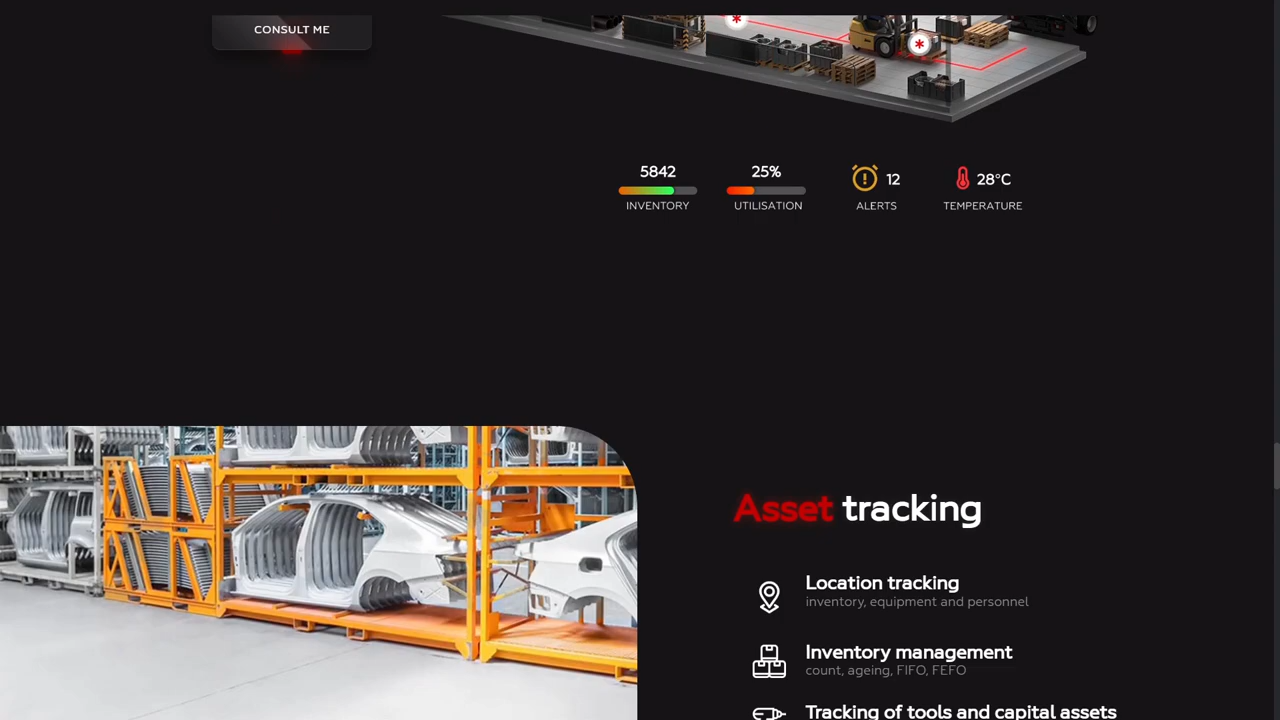 CONSULT ME
5842
25%
12
28°C
INVENTORY
UTILISATION
ALERTS
TEMPERATURE
Asset tracking
Location tracking
inventory, equipment and personnel
Inventory management
count, ageing, FIFO, FEFO
Tracking of tools and capital assets